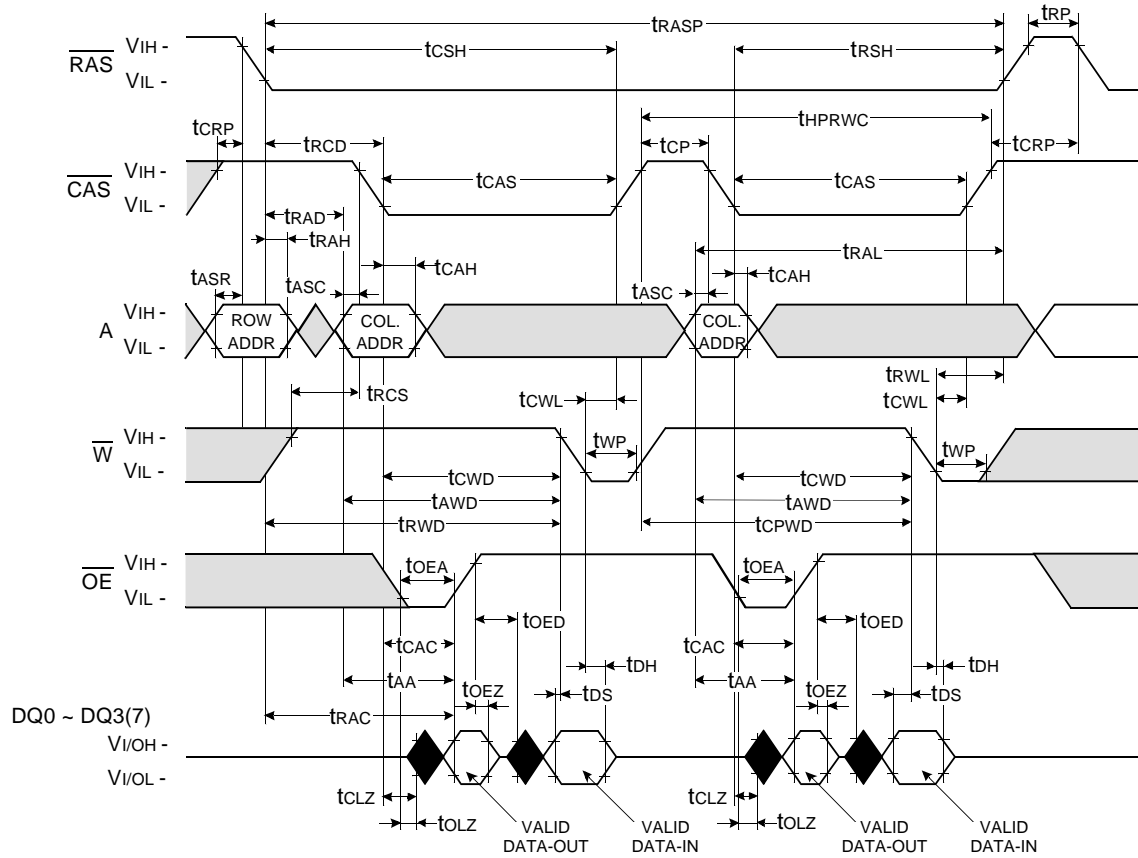 tRASP
tRP
tCSH
tRSH
RAS
VIH -
VIL -
tHPRWC
tCRP
tRCD
tCP
tCRP
CAS
VIH -
VIL -
tCAS
tCAS
tRAD
tRAH
tCAH
tRAL
tCAH
tASR
tASC
tASC
A
VIH -
VIL -
ROW
ADDR
COL.
ADDR
COL.
ADDR
tRCS
tCWL
tRWL
tCWL
W
VIH -
VIL -
tWP
tWP
tCWD
tCWD
tAWD
tAWD
tRWD
tCPWD
OE
VIH -
VIL -
tOEA
tOEA
tOED
tOED
tCAC
tCAC
tDH
tDH
tAA
tAA
tOEZ
tOEZ
tDS
tDS
tRAC
DQ0 ~ DQ3(7)
VI/OH -
VI/OL -
tCLZ
tCLZ
tOLZ
tOLZ
VALID
DATA-OUT
VALID
DATA-IN
VALID
DATA-OUT
VALID
DATA-IN